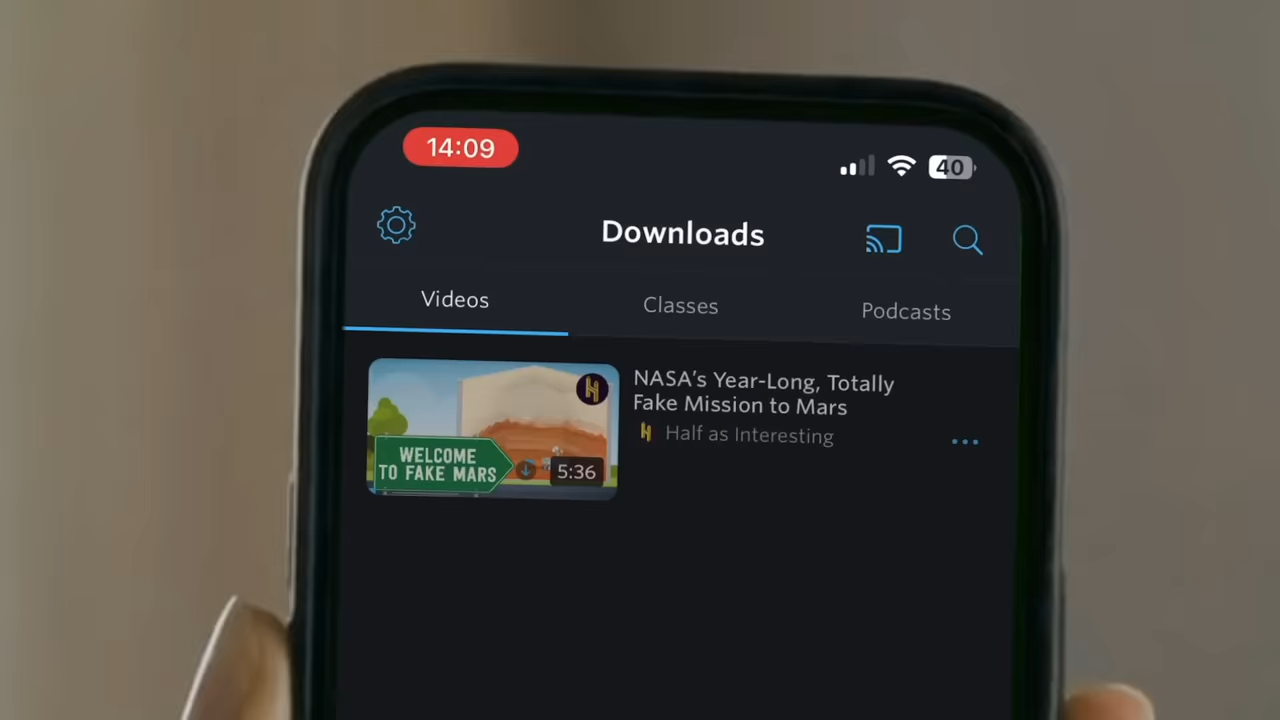 14:09
40
Downloads
Videos
Classes
Podcasts
WELCOME
TO FAKE MARS
5:36
NASA's Year-Long, Totally
Fake Mission to Mars
Half as Interesting